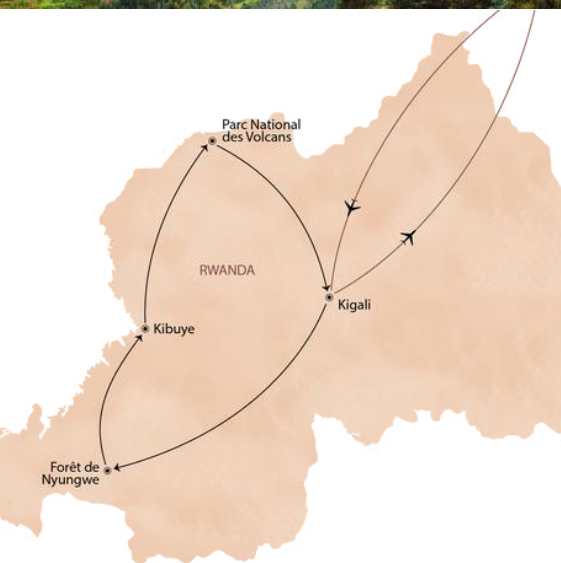 Parc National
des Volcans
RWANDA
Kigali
Kibuye
Forêt de
Nyungwe